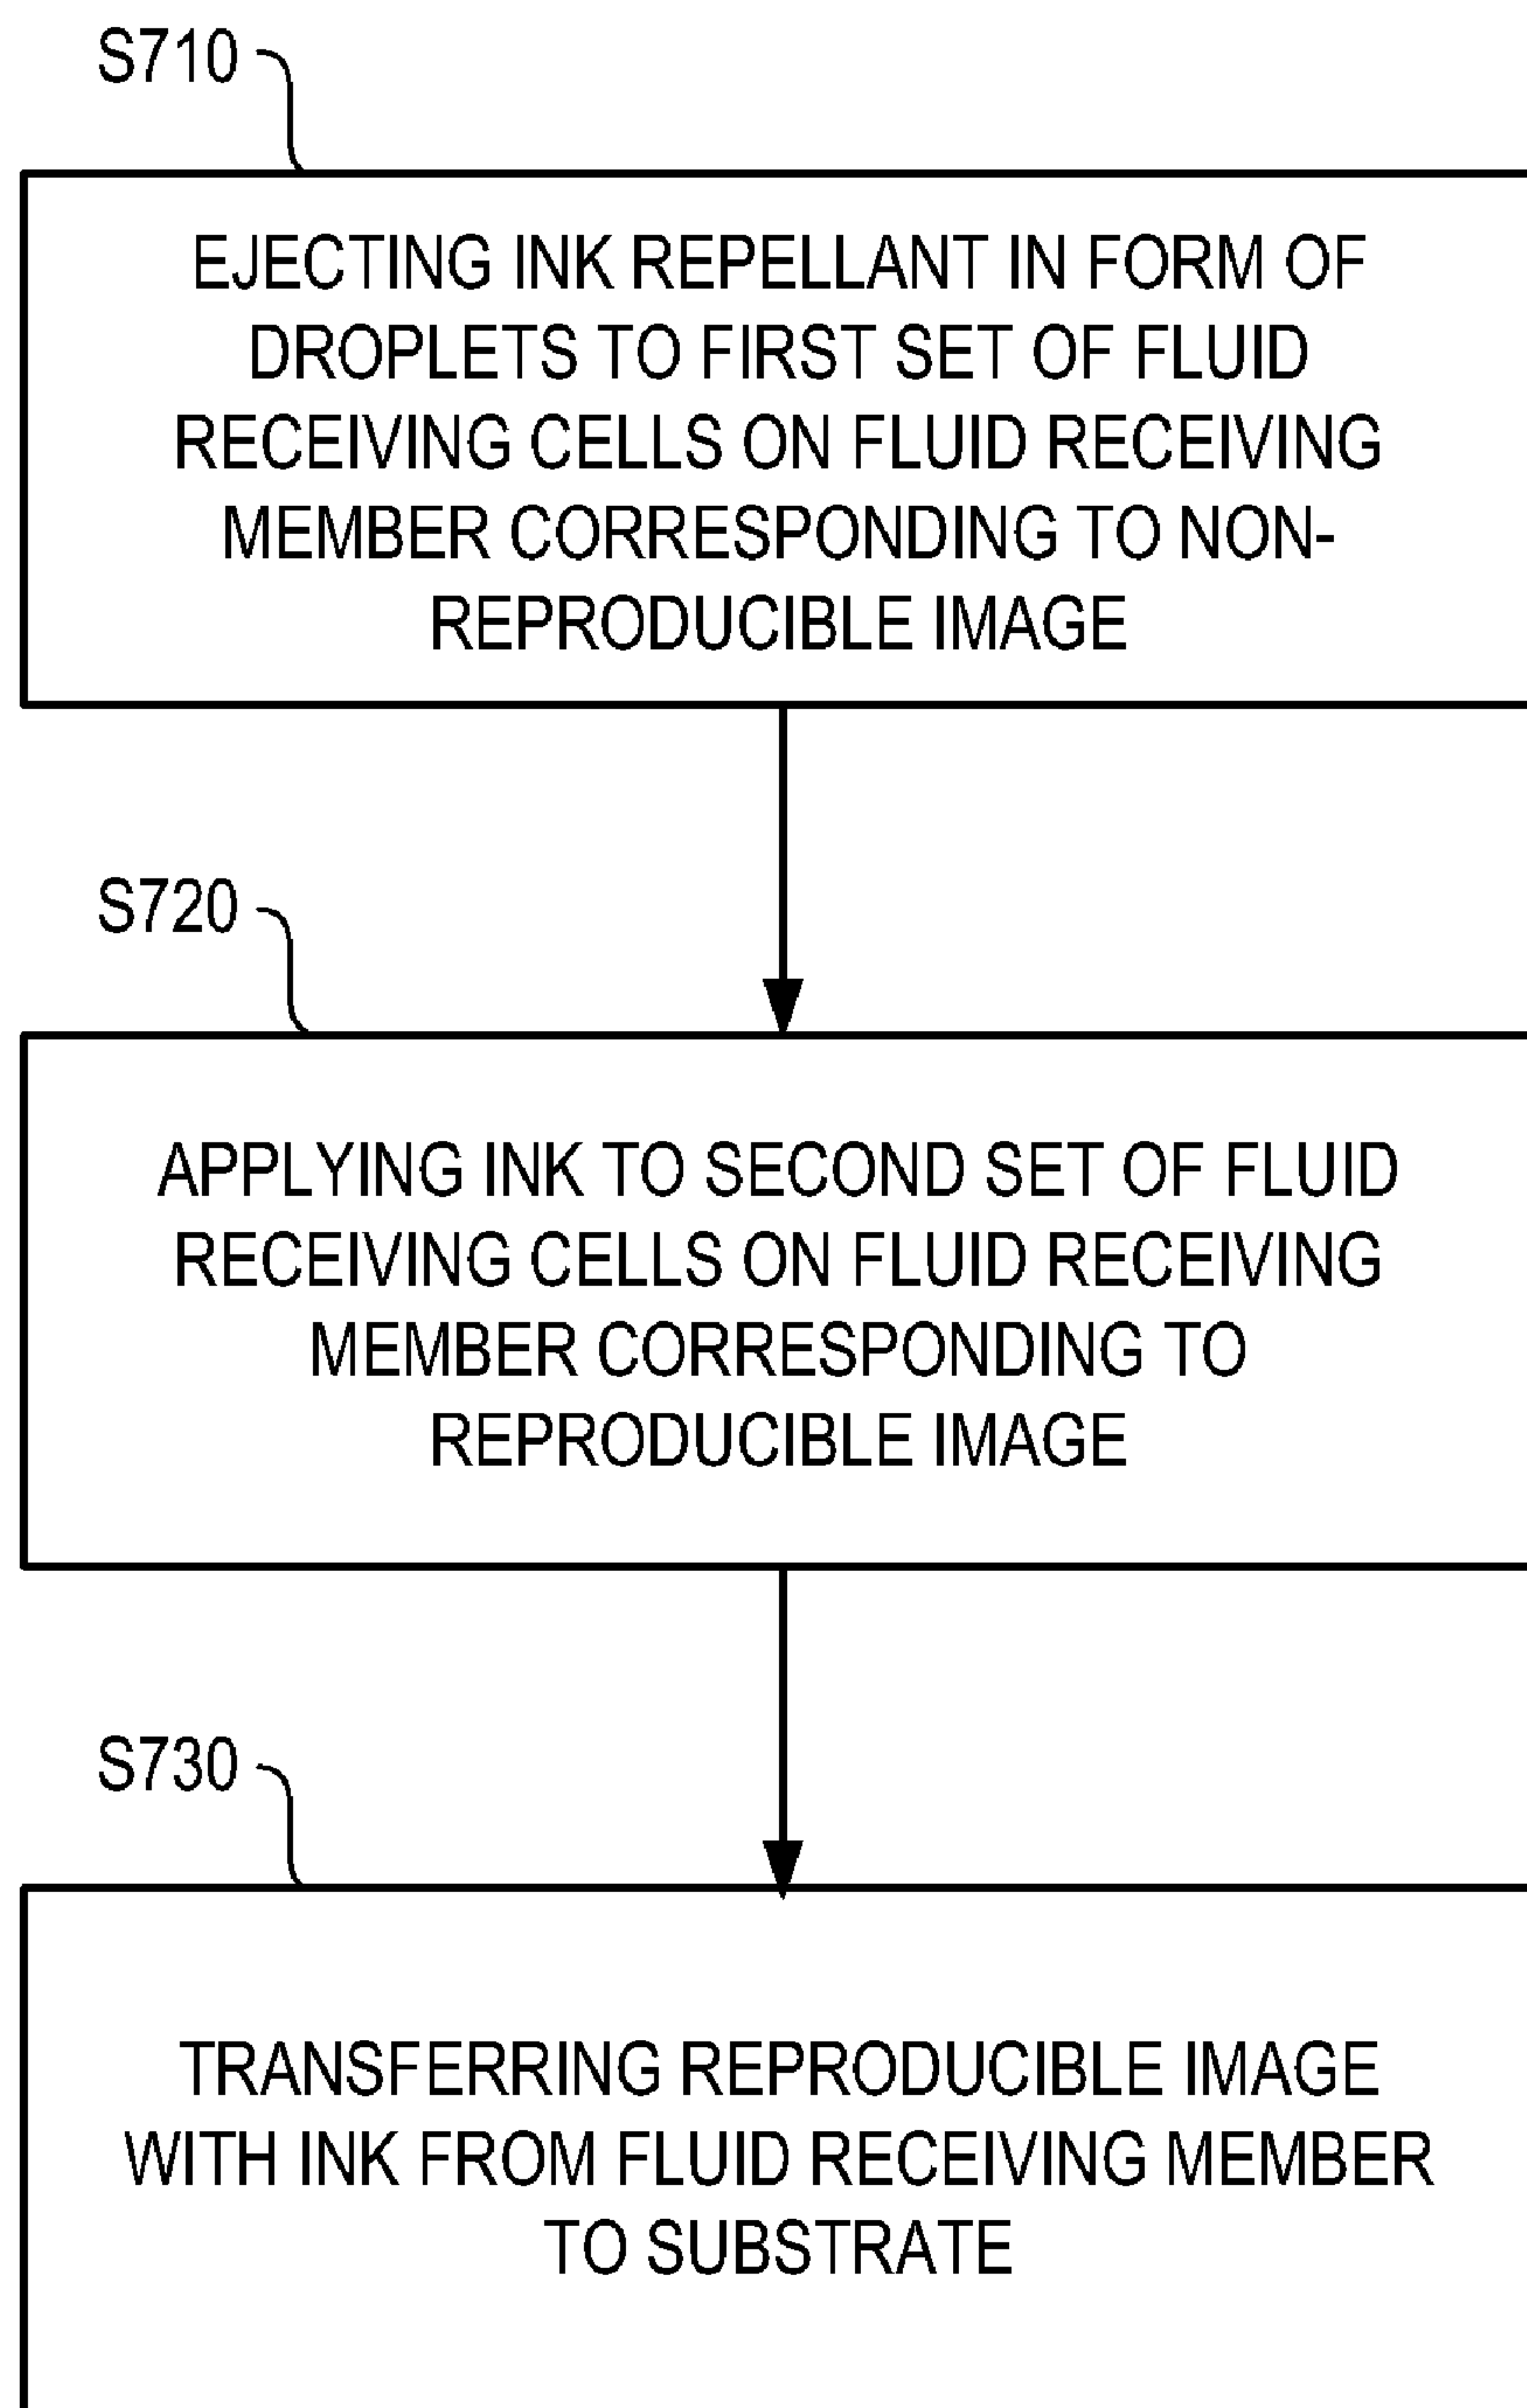 S710
EJECTING INK REPELLANT IN FORM OF
DROPLETS TO FIRST SET OF FLUID
RECEIVING CELLS ON FLUID RECEIVING
MEMBER CORRESPONDING TO NON-
REPRODUCIBLE IMAGE
S720
APPLYING INK TO SECOND SET OF FLUID
RECEIVING CELLS ON FLUID RECEIVING
MEMBER CORRESPONDING TO
REPRODUCIBLE IMAGE
S730
TRANSFERRING REPRODUCIBLE IMAGE
WITH INK FROM FLUID RECEIVING MEMBER
TO SUBSTRATE